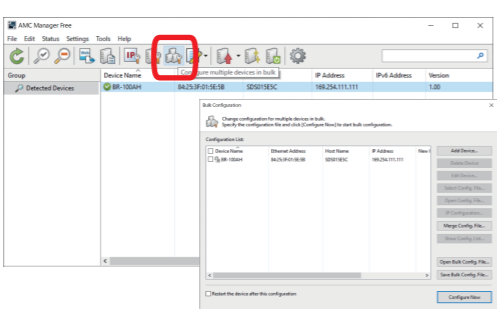 AMC Manager Free
File Edit Status Settings Tools Help
IP
Group
Device Name IP Address IPv6 Address Version
Configure multiple devices in bulk
Detected Devices
BR-100AH 84:25:3F:01:5E:5B SDS015E5C 169.254.111.111 1.00
Bulk Configuration
Change configuration for multiple devices in bulk.
Specify the configuration file and click [Configure Now] to start bulk configuration.
Configuration List:
Device Name Ethernet Address Host Name IP Address New I
BR-100AH 84:25:3F:01:5E:5B SDS015E5C 169.254.111.111
Add Device...
Delete Device
Edit Device...
Select Config. File...
Open Config. File...
IP Configuration...
Merge Config. File...
Show Config. File...
Open Bulk Config. File...
Save Bulk Config. File...
Restart the device after this configuration
Configure Now